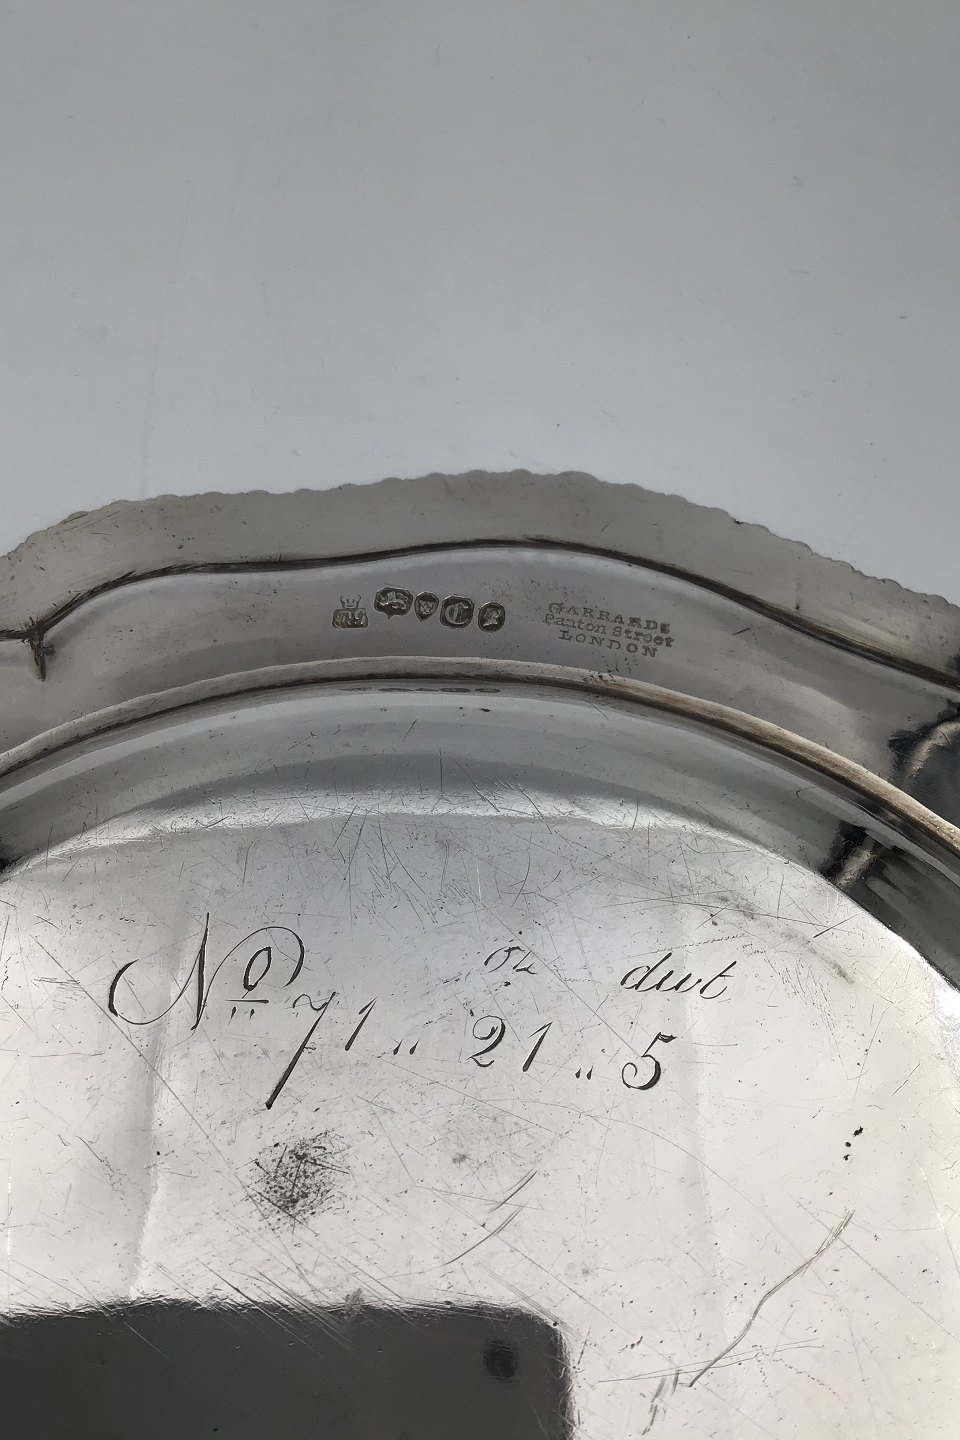 GARRARDS
Panton Street
LONDON
oz dwt
No 71 .. 21 .. 5